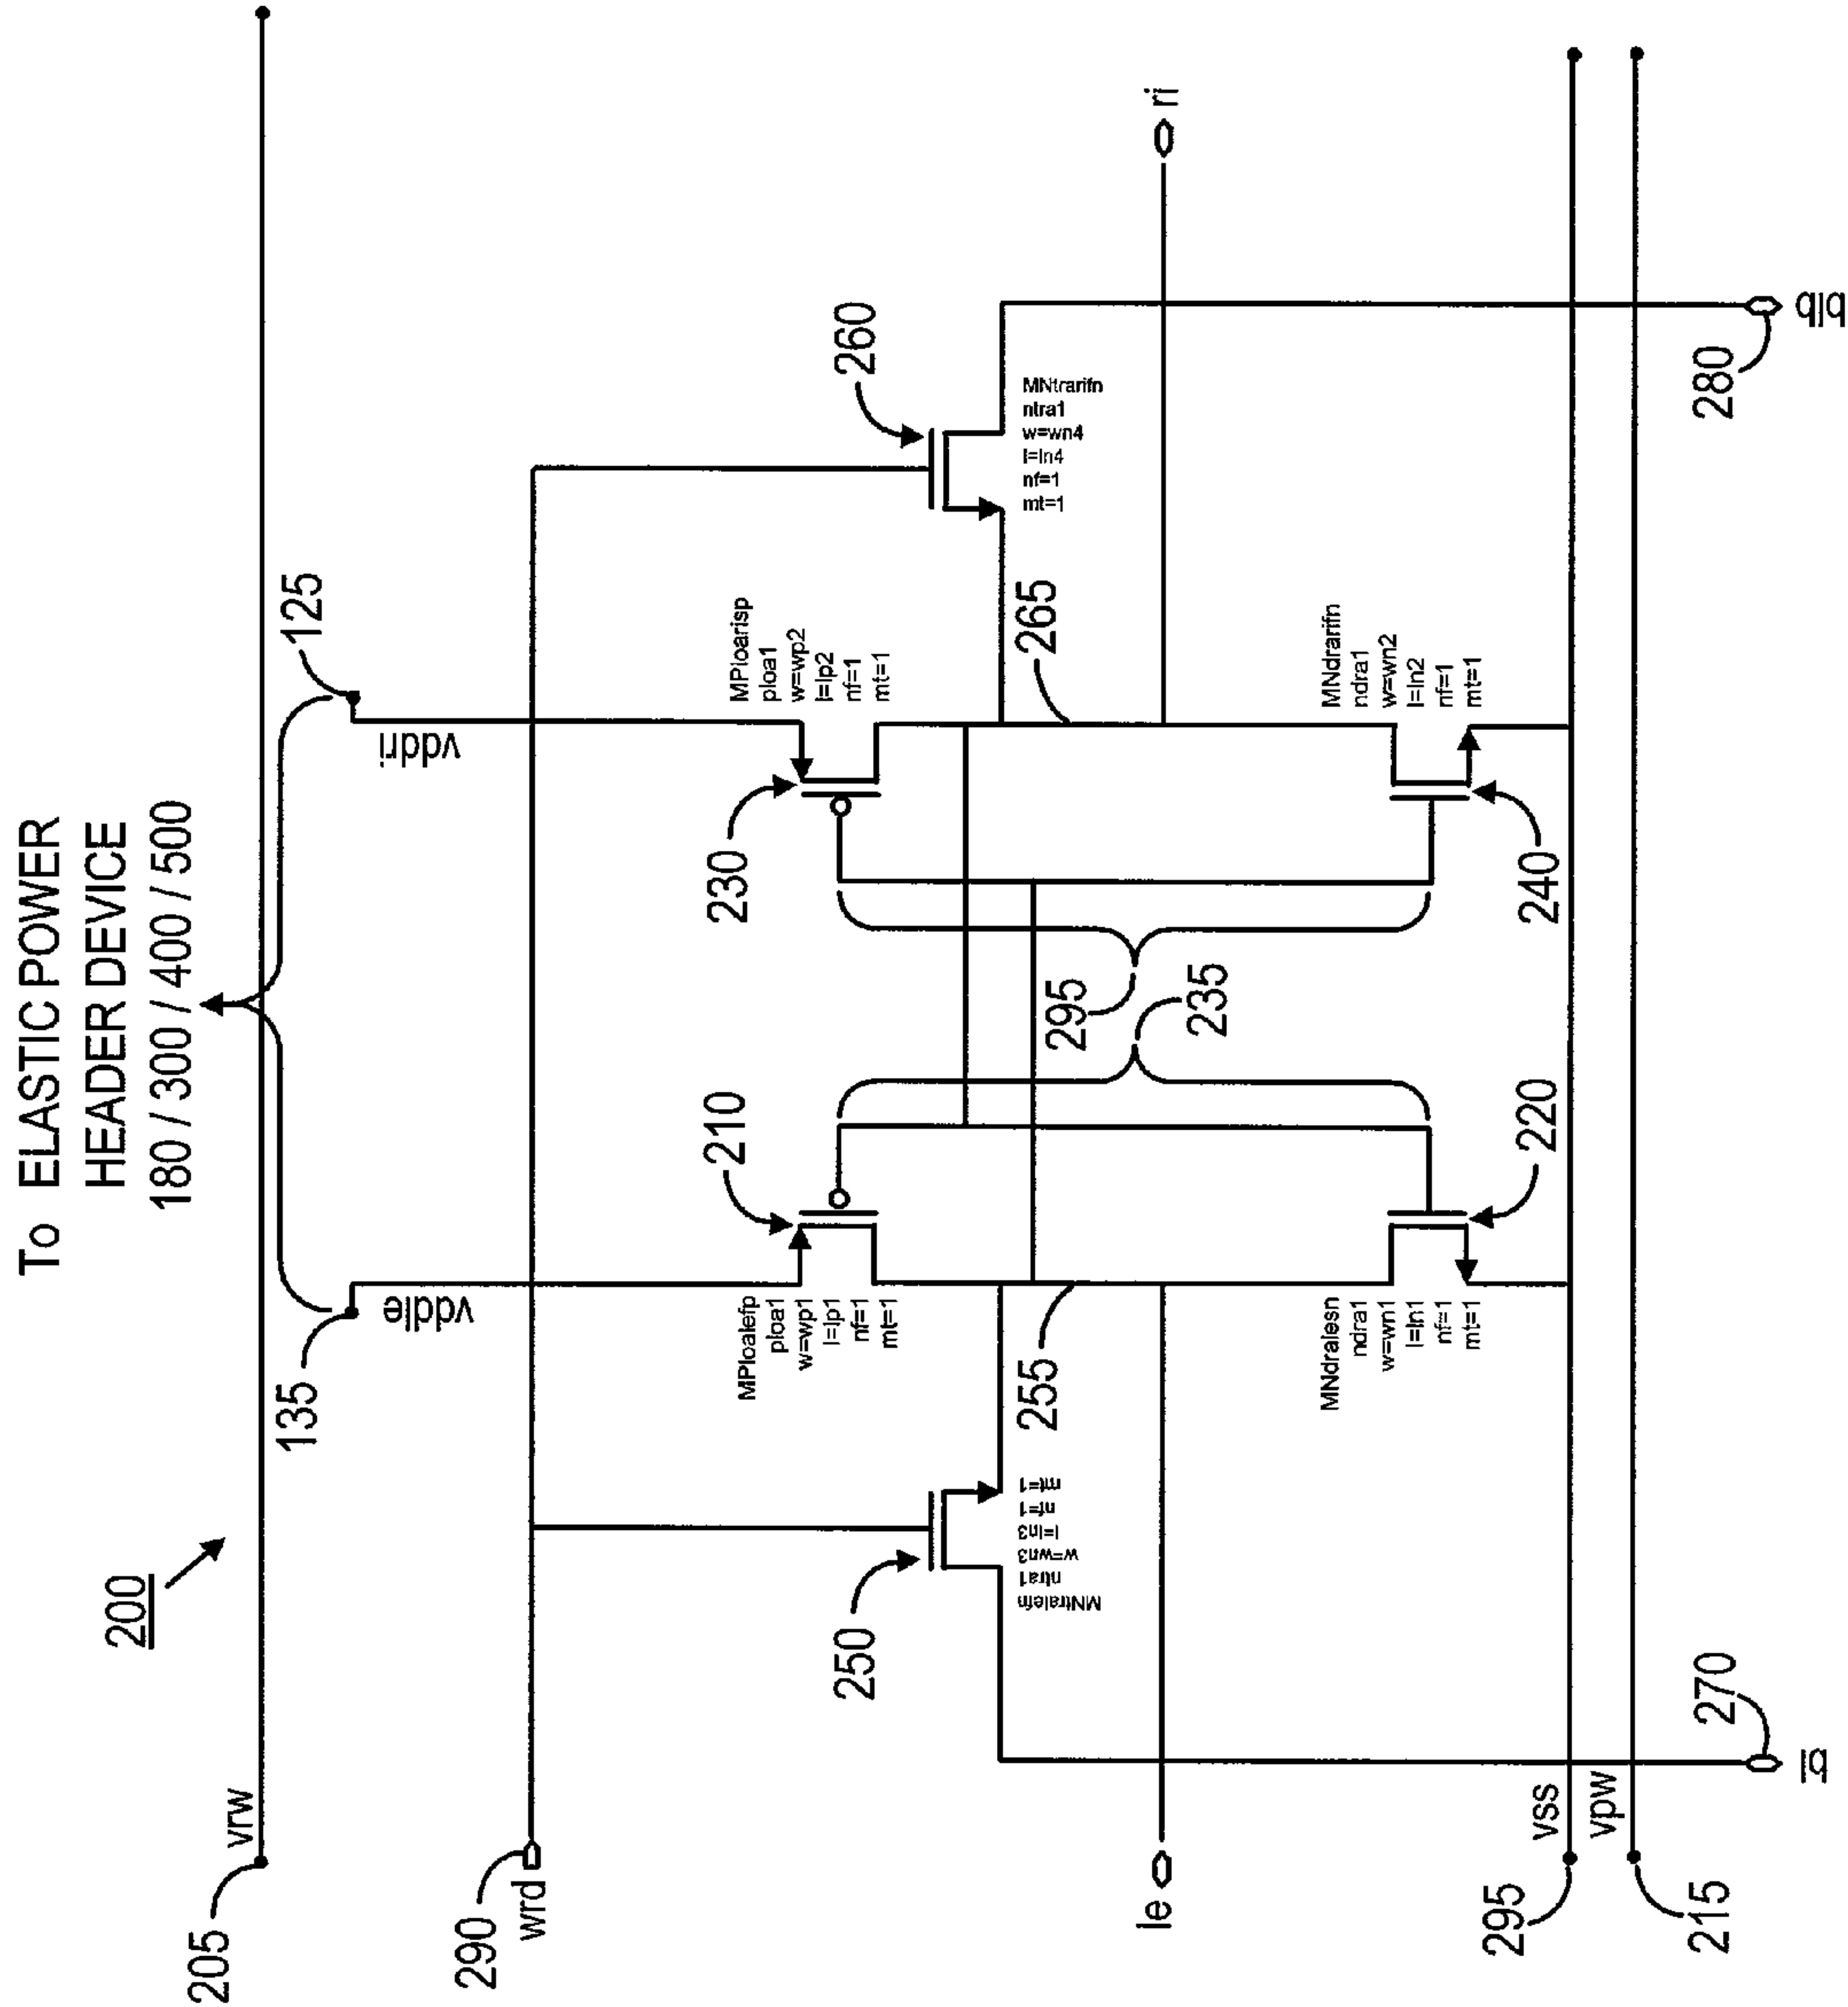 To ELASTIC POWER
HEADER DEVICE
180 / 300 / 400 / 500
200
205
vrw
135
vddle
125
vddri
290
wrd
250
MNtralefn
ntra1
w=wn3
l=ln3
nf=1
mt=1
210
MPloalefp
ploa1
w=wp1
l=lp1
nf=1
mt=1
230
MPloarisp
ploa1
w=wp2
l=lp2
nf=1
mt=1
260
MNtrarifn
ntra1
w=wn4
l=ln4
nf=1
mt=1
255
265
295
235
le
ri
220
MNdralesn
ndra1
w=wn1
l=ln1
nf=1
mt=1
240
MNdrarifn
ndra1
w=wn2
l=ln2
nf=1
mt=1
295
vss
215
vpw
270
bl
280
blb